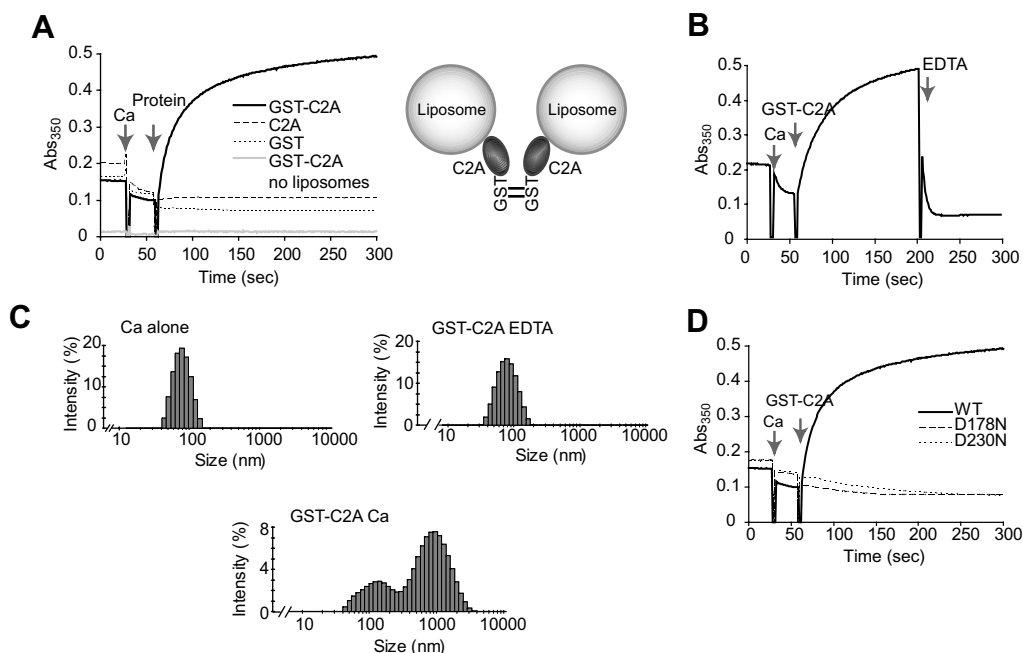 A
0.5
0.4
0.3
0.2
0.1
0
Abs350
Ca
Protein
GST-C2A
C2A
GST
GST-C2A
no liposomes
0 50 100 150 200 250 300
Time (sec)
Liposome
Liposome
C2A
C2A
GST
GST
B
0.5
0.4
0.3
0.2
0.1
0
Abs350
GST-C2A
Ca
EDTA
0 50 100 150 200 250 300
Time (sec)
C
Ca alone
20
10
0
Intensity (%)
10 100 1000 10000
Size (nm)
GST-C2A EDTA
20
10
0
Intensity (%)
10 100 1000 10000
Size (nm)
GST-C2A Ca
8
4
0
Intensity (%)
10 100 1000 10000
Size (nm)
D
0.5
0.4
0.3
0.2
0.1
0
Abs350
GST-C2A
Ca
WT
D178N
D230N
0 50 100 150 200 250 300
Time (sec)